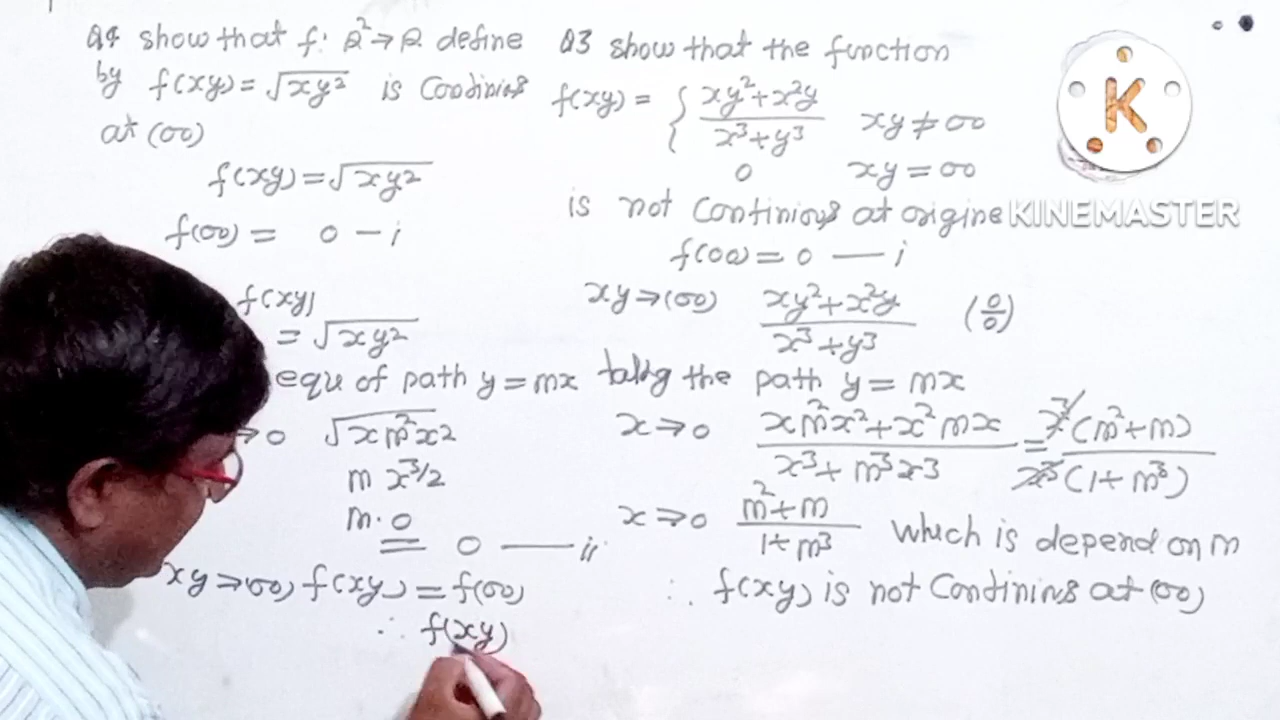 Q4 show that f: R²→R define
by f(xy) = √xy² is Continius
at (00)
f(xy) = √xy²
f(00) = 0 — i
f(xy)
= √xy²
equ of path y = mx
→0 √xm²x²
m x^3/2
m·0
= 0 — ii
xy→00) f(xy) = f(00)
∴ f(xy)
Q3 show that the function
f(xy) = { xy²+x²y / x³+y³ xy ≠ 00
0 xy = 00
is not Continious at origine
f(00) = 0 — i
xy→(00) xy²+x²y / x³+y³ (0/0)
taking the path y = mx
x→0 xm²x²+x²mx / x³+m³x³ = x³(m²+m) / x³(1+m³)
x→0 m²+m / 1+m³ which is depend on m
∴ f(xy) is not Continius at (00)
K
KINEMASTER